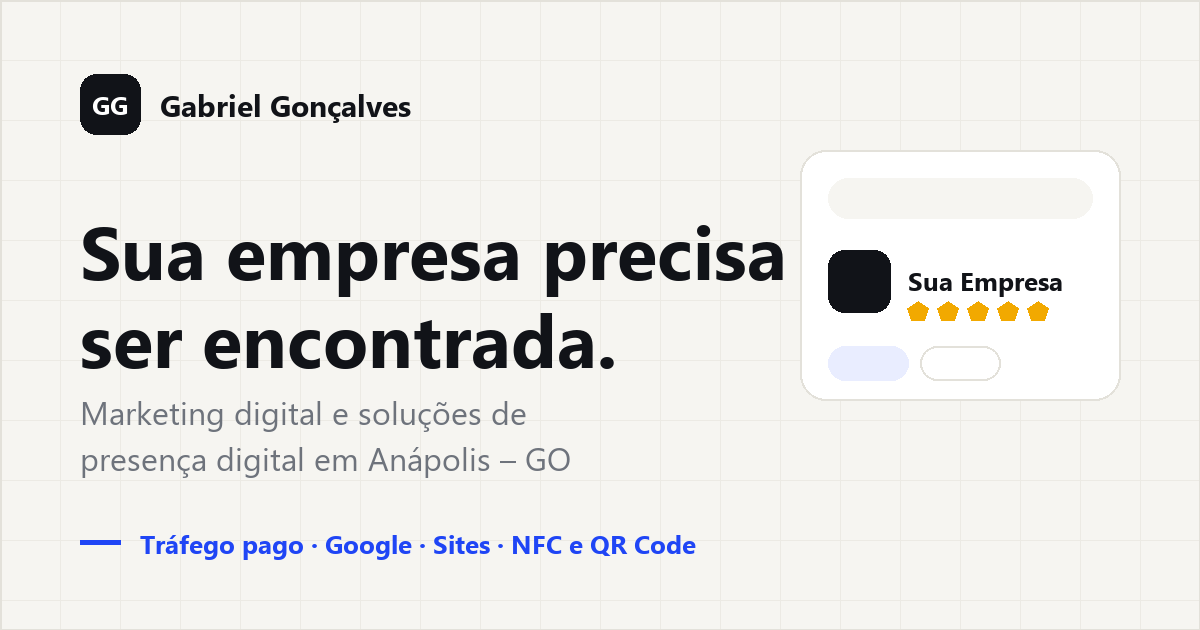 GG
Gabriel Gonçalves
Sua empresa precisa
ser encontrada.
Marketing digital e soluções de
presença digital em Anápolis – GO
Tráfego pago · Google · Sites · NFC e QR Code
Sua Empresa